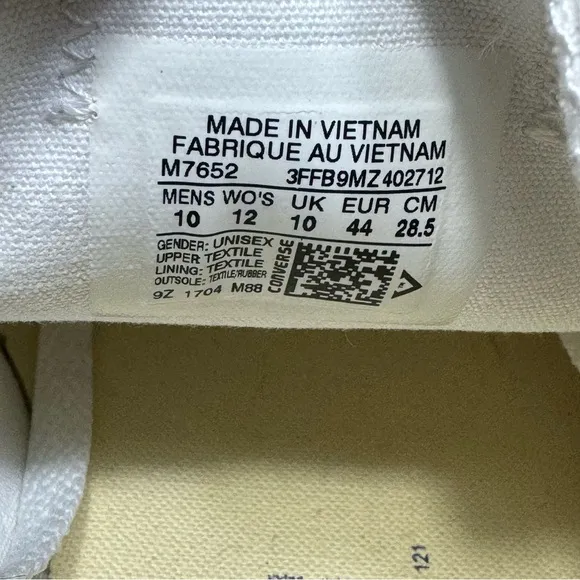 MADE IN VIETNAM
FABRIQUE AU VIETNAM
M7652 3FFB9MZ402712
MENS WO'S UK EUR CM
10 12 10 44 28.5
GENDER: UNISEX
UPPER: TEXTILE
LINING: TEXTILE
OUTSOLE: TEXTILE/RUBBER
9Z 1704 M88
CONVERSE
121